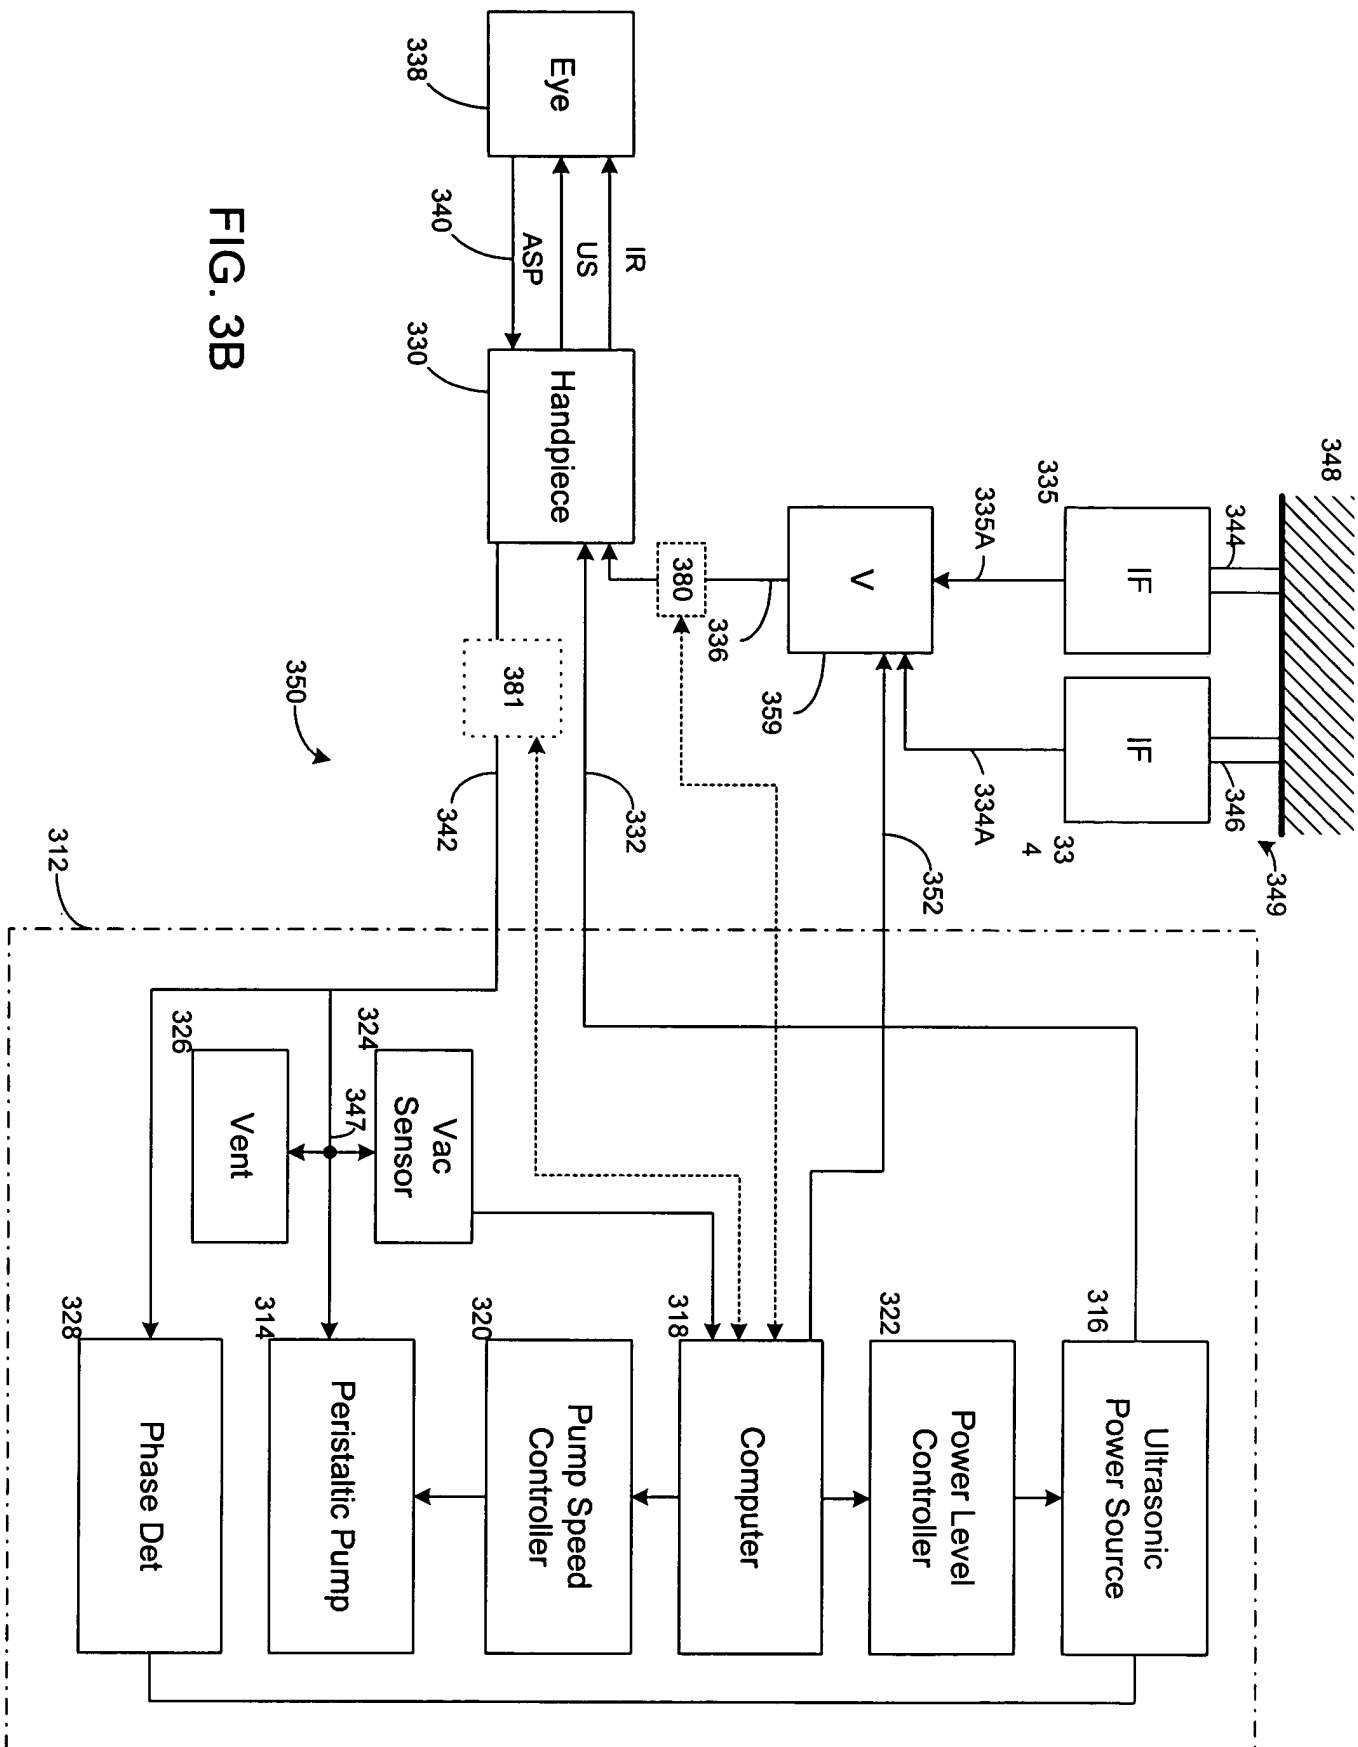 348
349
344
346
335
IF
IF
33
4
335A
334A
V
359
352
336
380
Eye
338
IR
US
ASP
340
Handpiece
330
332
381
342
350
312
316
Ultrasonic
Power Source
322
Power Level
Controller
318
Computer
320
Pump Speed
Controller
314
Peristaltic Pump
328
Phase Det
324
Vac
Sensor
347
326
Vent
FIG. 3B